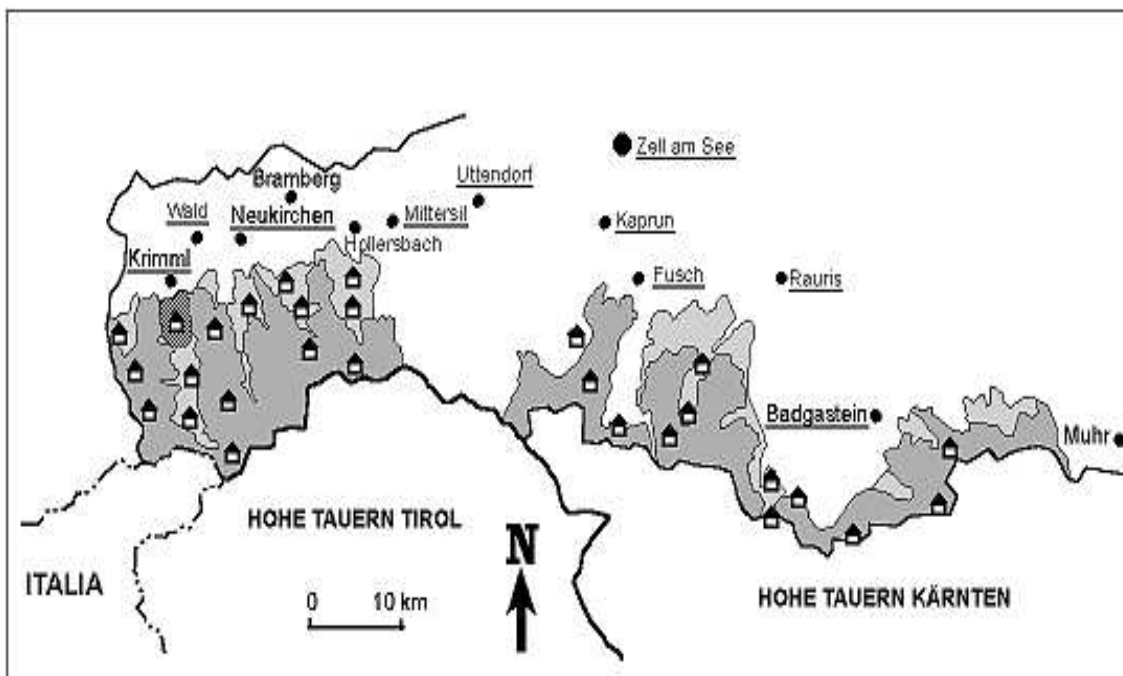 Zell am See
Bramberg
Uttendorf
Wald
Neukirchen
Mittersil
Kaprun
Hollersbach
Krimml
Fusch
Rauris
Badgastein
Muhr
HOHE TAUERN TIROL
N
ITALIA
0 10 km
HOHE TAUERN KÄRNTEN